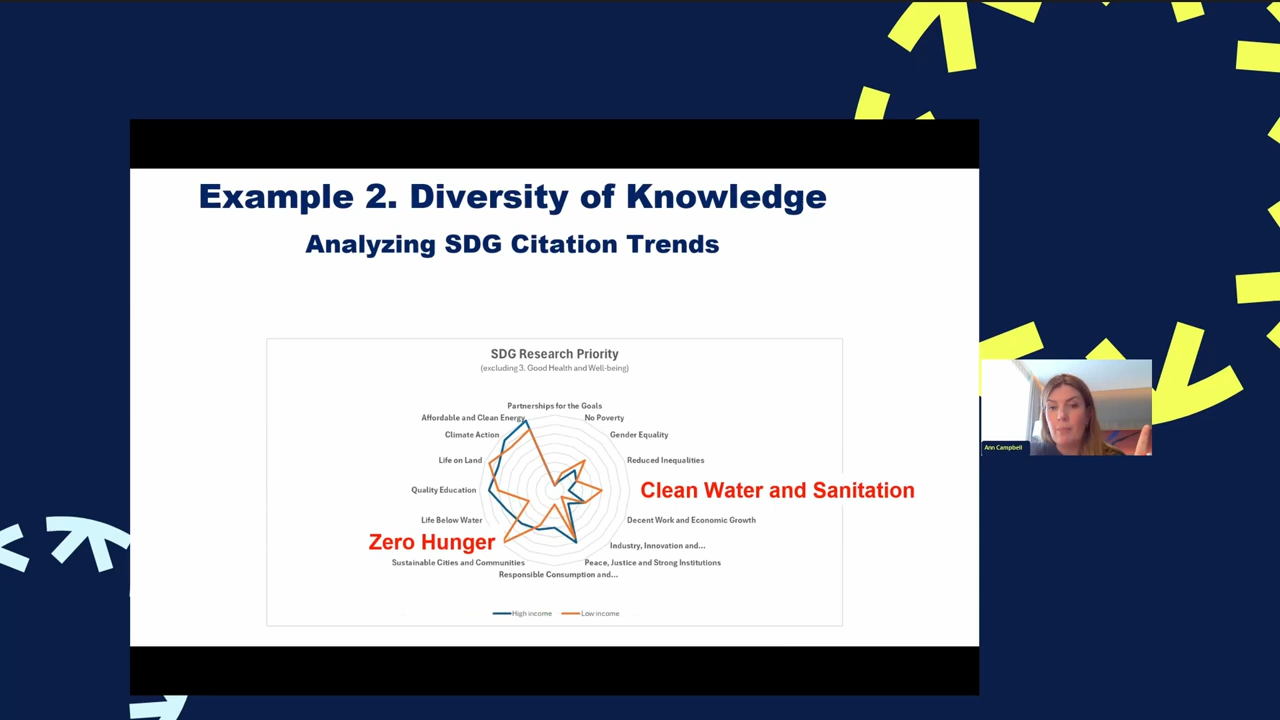 Example 2. Diversity of Knowledge
Analyzing SDG Citation Trends
SDG Research Priority
(excluding 3. Good Health and Well-being)
Partnerships for the Goals
Affordable and Clean Energy
No Poverty
Climate Action
Gender Equality
Life on Land
Reduced Inequalities
Quality Education
Clean Water and Sanitation
Life Below Water
Decent Work and Economic Growth
Zero Hunger
Industry, Innovation and...
Sustainable Cities and Communities
Peace, Justice and Strong Institutions
Responsible Consumption and...
High income
Low income
Ann Campbell